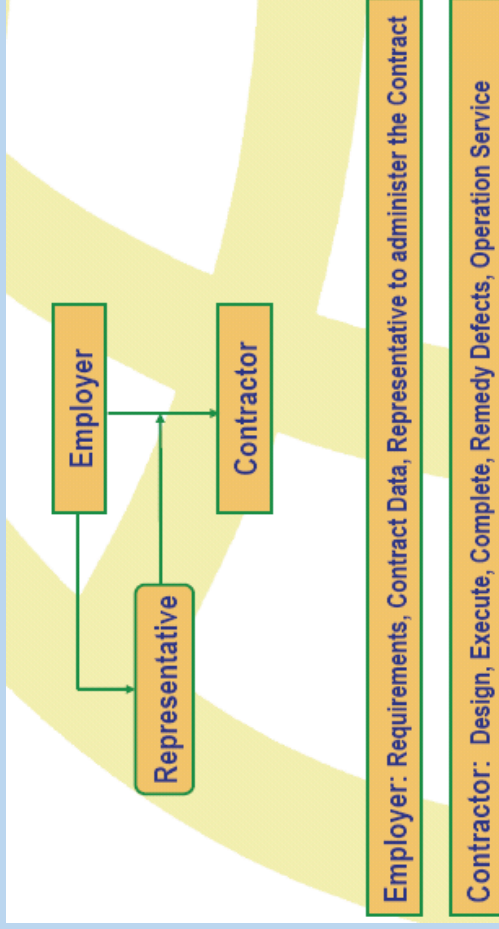 Employer
Representative
Contractor
Employer: Requirements, Contract Data, Representative to administer the Contract
Contractor: Design, Execute, Complete, Remedy Defects, Operation Service